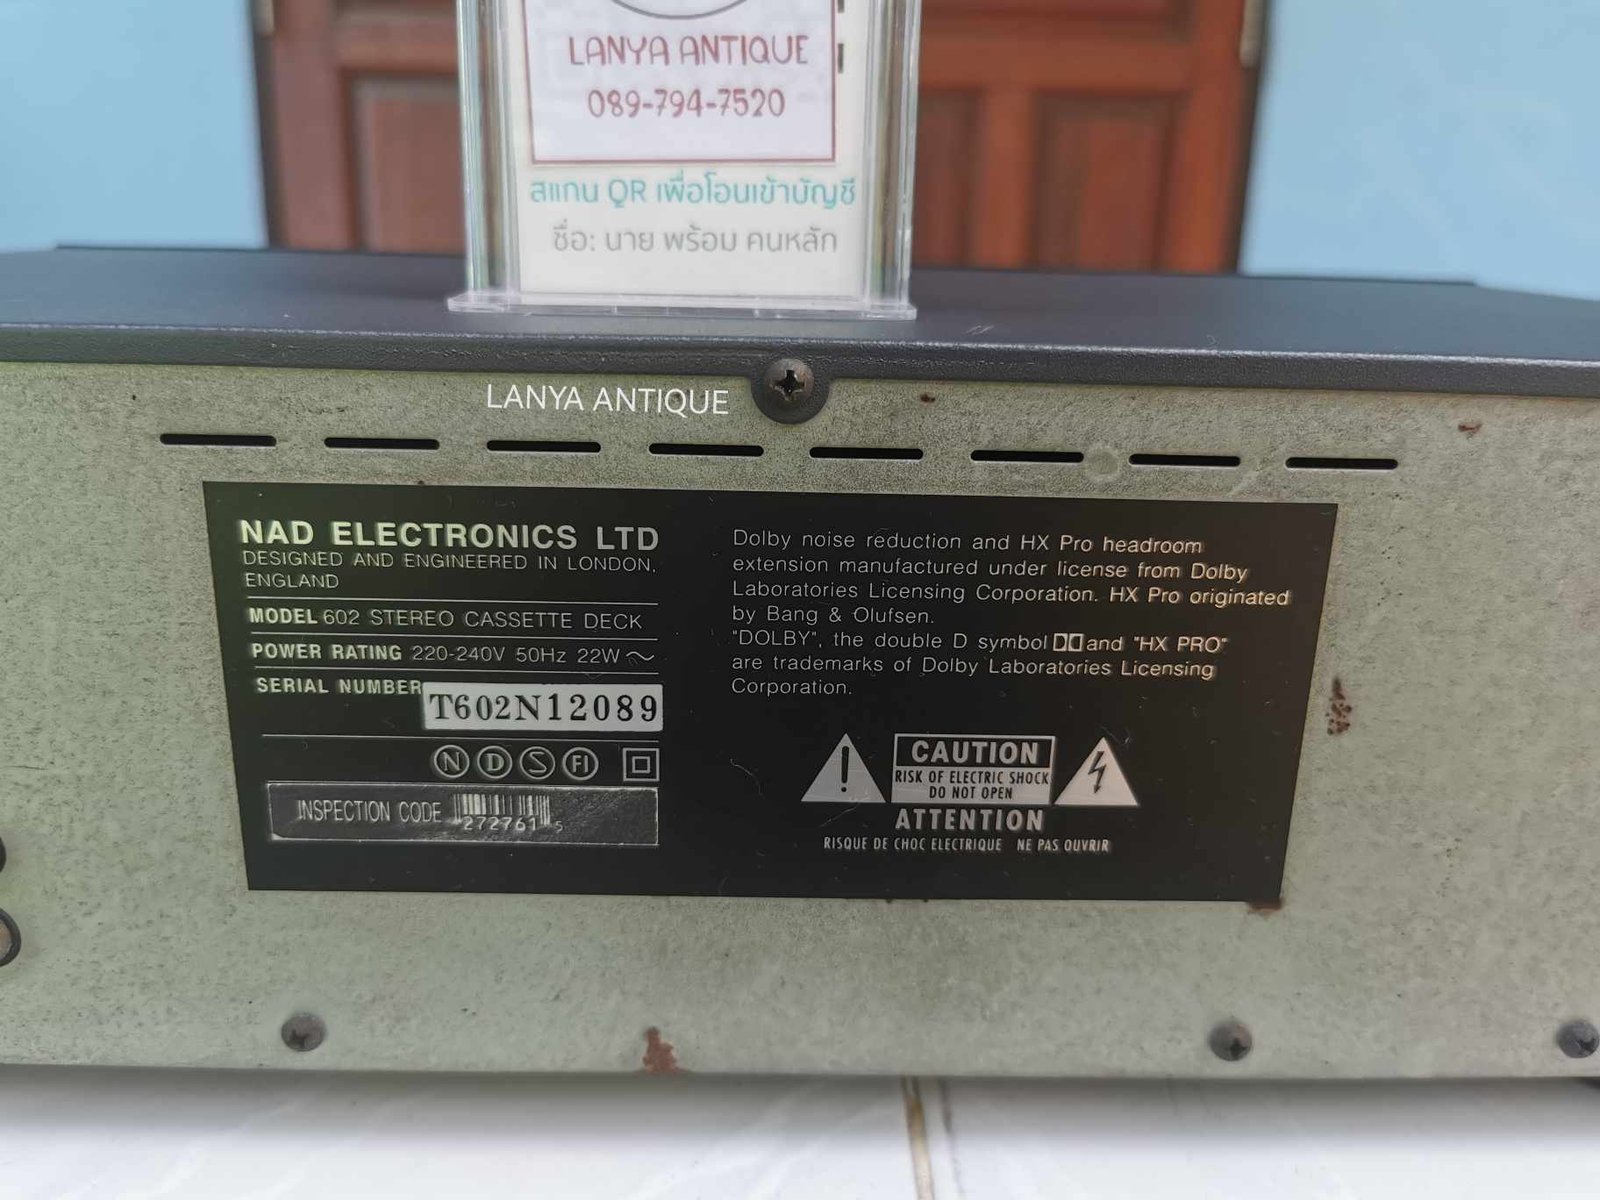 LANYA ANTIQUE
089-794-7520
สแกน QR เพื่อโอนเข้าบัญชี
ชื่อ: นาย พร้อม คนหลัก
LANYA ANTIQUE
NAD ELECTRONICS LTD
DESIGNED AND ENGINEERED IN LONDON,
ENGLAND
MODEL 602 STEREO CASSETTE DECK
POWER RATING 220-240V 50Hz 22W ~
SERIAL NUMBER
T602N12089
N D S FI
INSPECTION CODE
272761 5
Dolby noise reduction and HX Pro headroom
extension manufactured under license from Dolby
Laboratories Licensing Corporation. HX Pro originated
by Bang & Olufsen.
"DOLBY", the double D symbol and "HX PRO"
are trademarks of Dolby Laboratories Licensing
Corporation.
CAUTION
RISK OF ELECTRIC SHOCK
DO NOT OPEN
ATTENTION
RISQUE DE CHOC ELECTRIQUE NE PAS OUVRIR